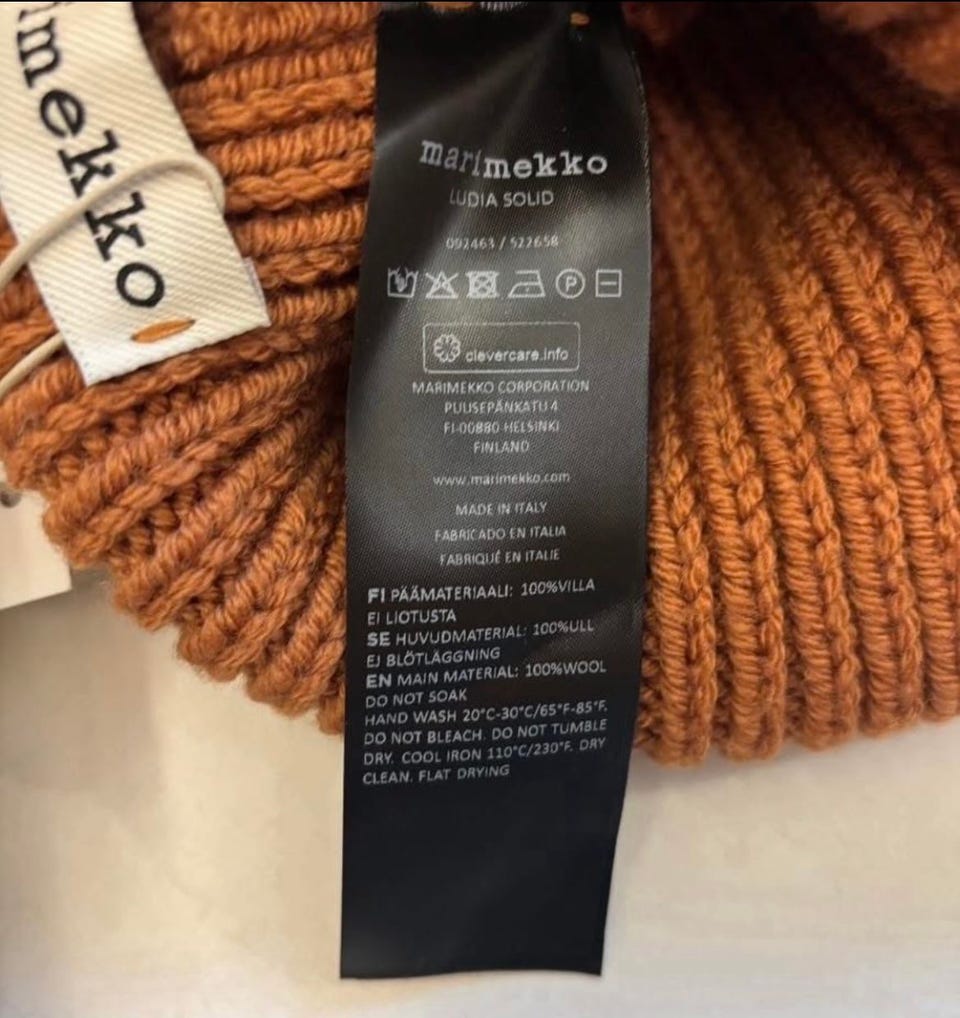 imekko
marimekko
LUDIA SOLID
092463 / 522658
P
clevercare.info
MARIMEKKO CORPORATION
PUUSEPÄNKATU 4
FI-00880 HELSINKI
FINLAND
www.marimekko.com
MADE IN ITALY
FABRICADO EN ITALIA
FABRIQUÉ EN ITALIE
FI PÄÄMATERIAALI: 100%VILLA
EI LIOTUSTA
SE HUVUDMATERIAL: 100%ULL
EJ BLÖTLÄGGNING
EN MAIN MATERIAL: 100%WOOL
DO NOT SOAK
HAND WASH 20°C-30°C/65°F-85°F.
DO NOT BLEACH. DO NOT TUMBLE
DRY. COOL IRON 110°C/230°F. DRY
CLEAN. FLAT DRYING